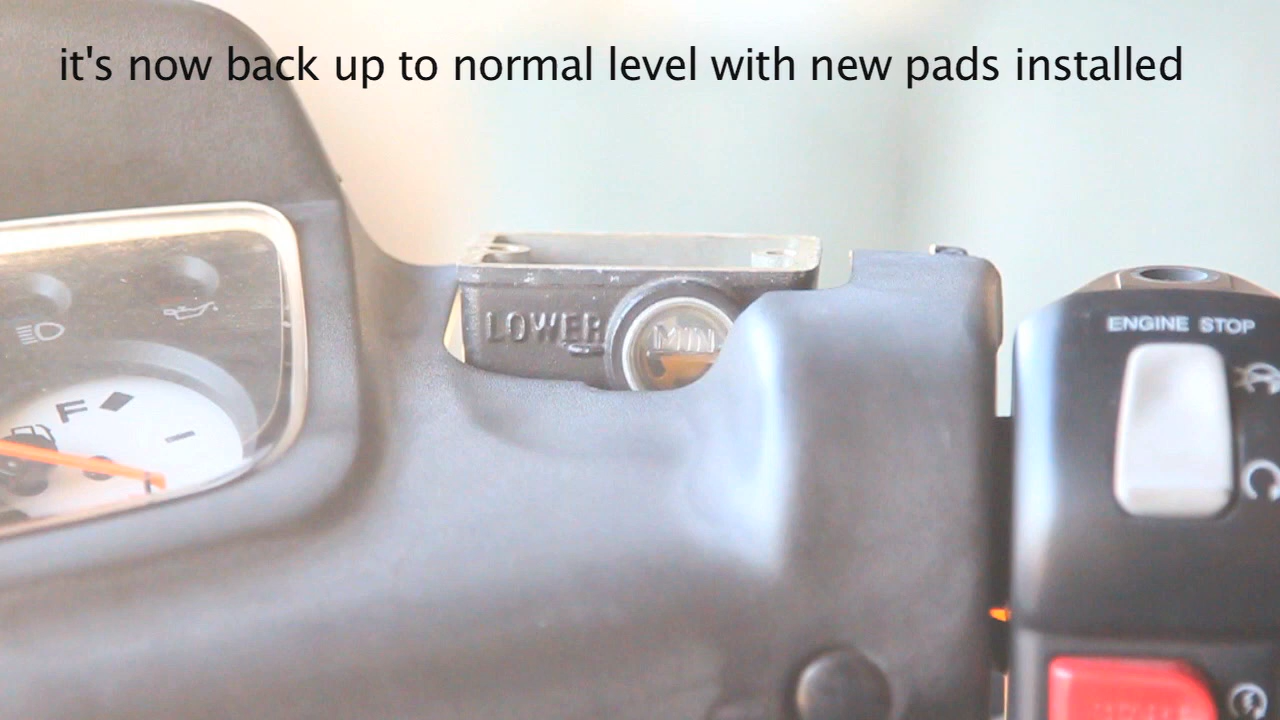 it's now back up to normal level with new pads installed
LOWER
MIN
F
ENGINE STOP